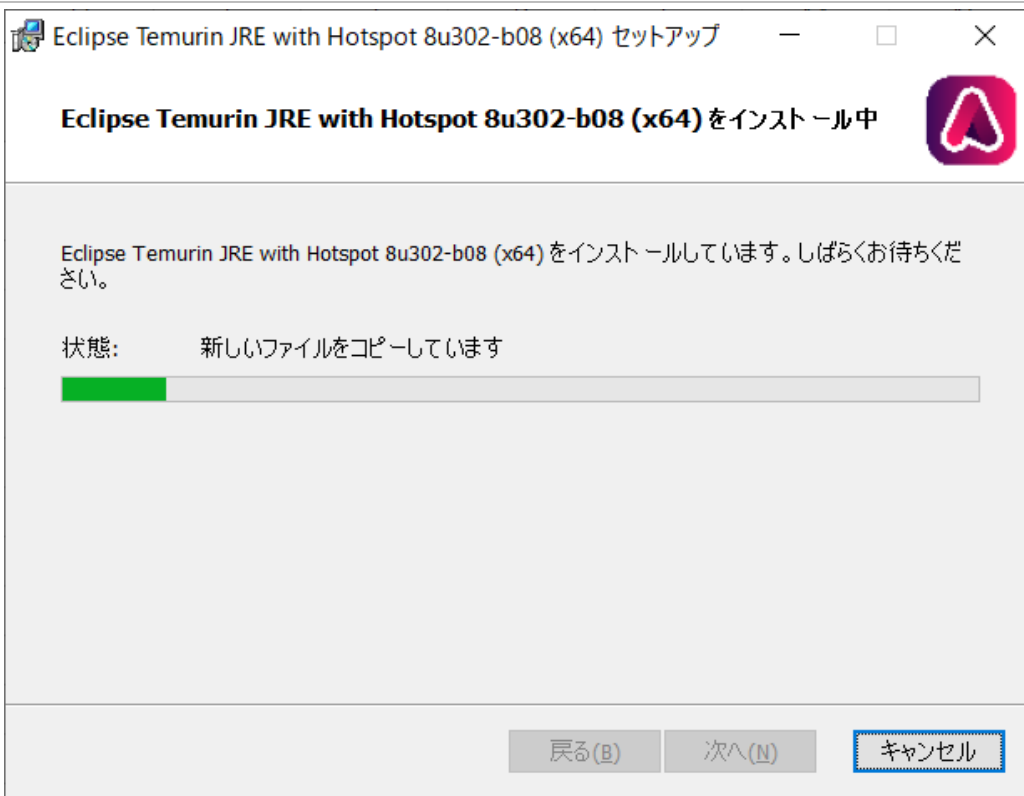 Eclipse Temurin JRE with Hotspot 8u302-b08 (x64) セットアップ
Eclipse Temurin JRE with Hotspot 8u302-b08 (x64) をインストール中
Eclipse Temurin JRE with Hotspot 8u302-b08 (x64) をインストールしています。しばらくお待ちくだ
さい。
状態: 新しいファイルをコピーしています
戻る(B) 次へ(N) キャンセル